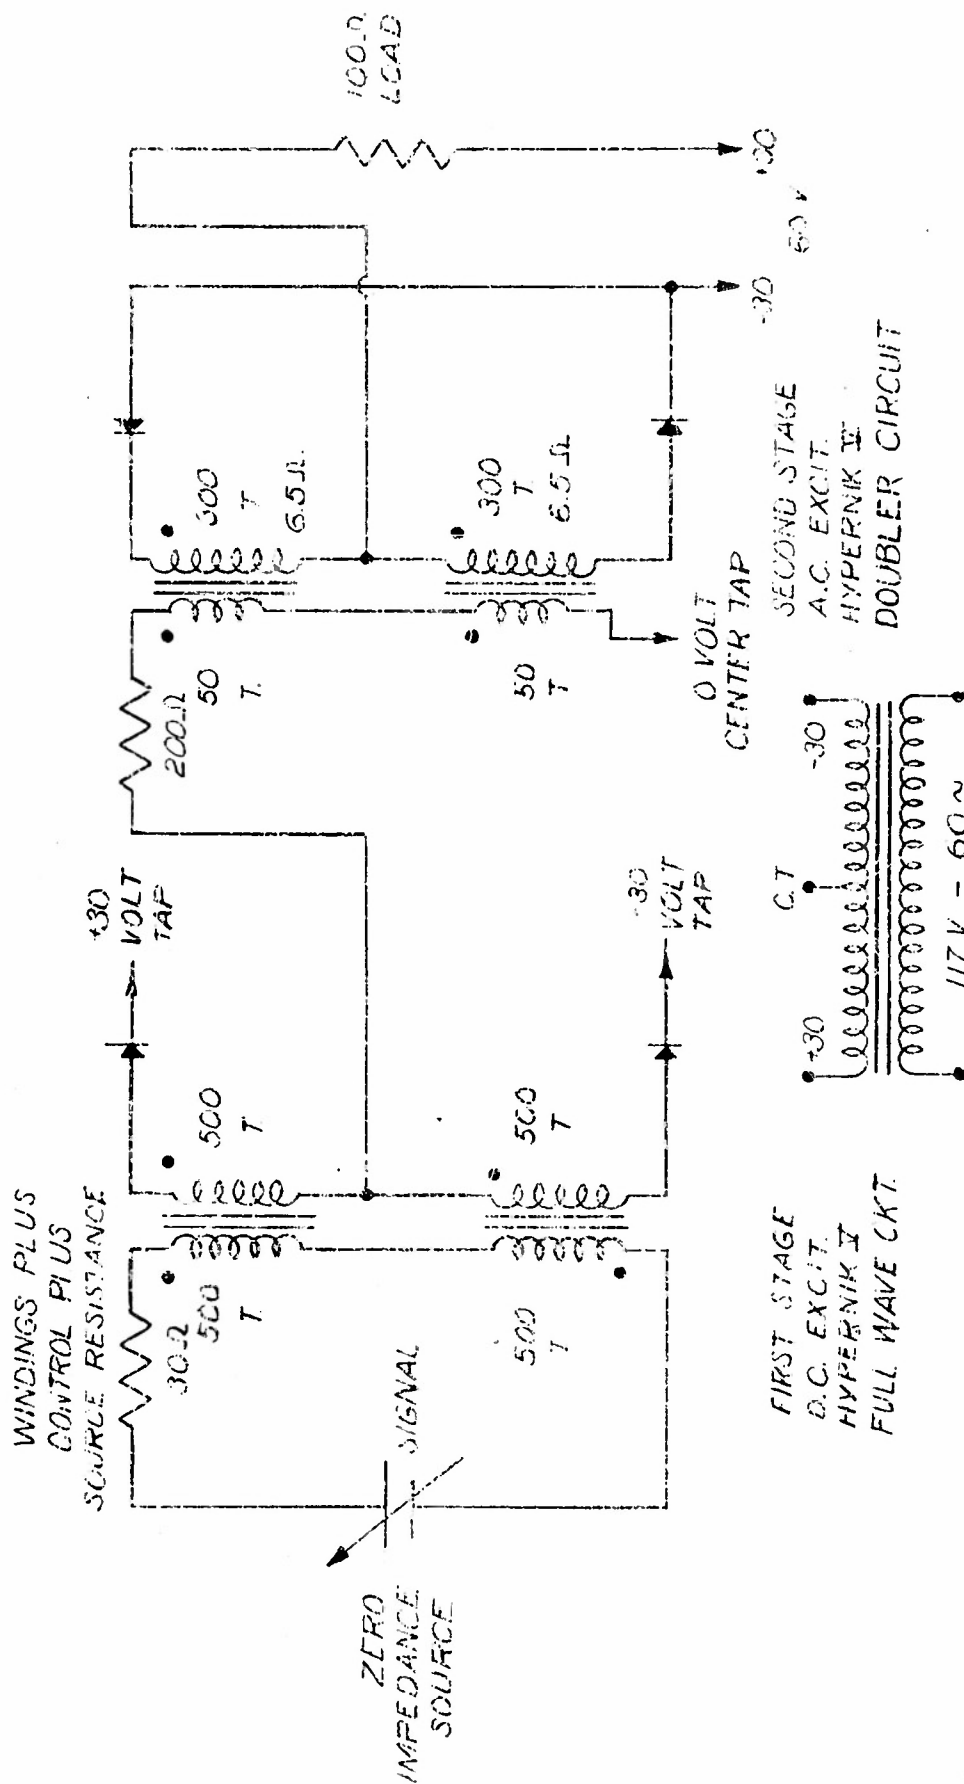 WINDINGS PLUS
CONTROL PLUS
SOURCE RESISTANCE
ZERO
IMPEDANCE
SOURCE
SIGNAL
30Ω
500
T
500
T
500
T
500
T
+30
VOLT
TAP
-30
VOLT
TAP
200Ω
50
T
50
T
300
T
6.5Ω
300
T
6.5Ω
O VOLT
CENTER TAP
100Ω
LOAD
-30
60 V
+30
FIRST STAGE
D.C. EXCIT.
HYPERNIK V
FULL WAVE CKT.
+30
C.T
-30
117 V - 60~
SECOND STAGE
A.C. EXCIT.
HYPERNIK V
DOUBLER CIRCUIT